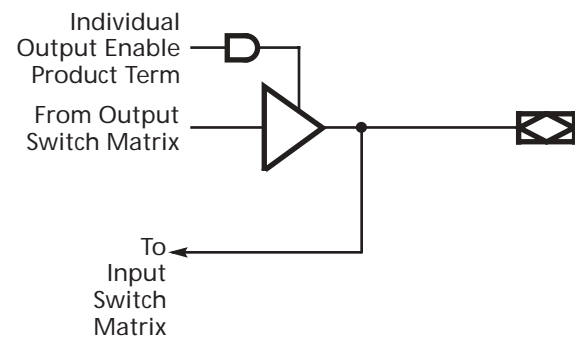 Individual
Output Enable
Product Term
From Output
Switch Matrix
To
Input
Switch
Matrix